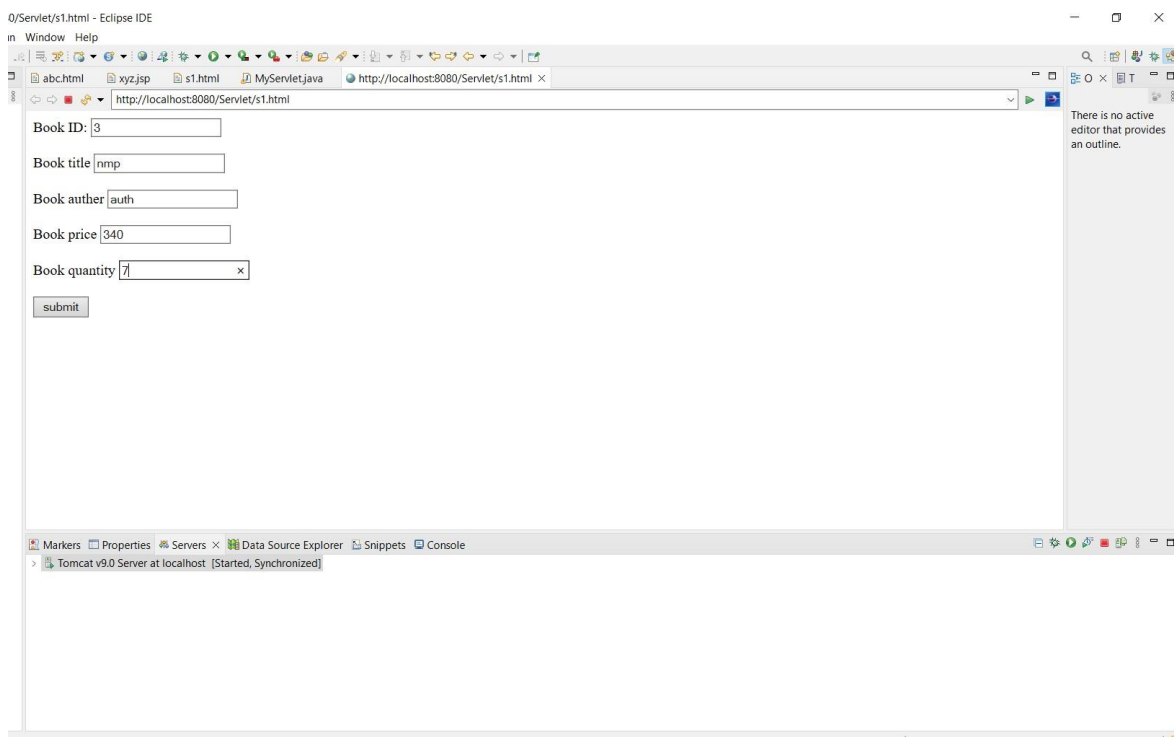 0/Servlet/s1.html - Eclipse IDE
Window Help
abc.html xyz.jsp s1.html MyServlet.java http://localhost:8080/Servlet/s1.html
O T
http://localhost:8080/Servlet/s1.html
There is no active
editor that provides
an outline.
Book ID: 3
Book title nmp
Book auther auth
Book price 340
Book quantity 7
submit
Markers Properties Servers Data Source Explorer Snippets Console
Tomcat v9.0 Server at localhost [Started, Synchronized]